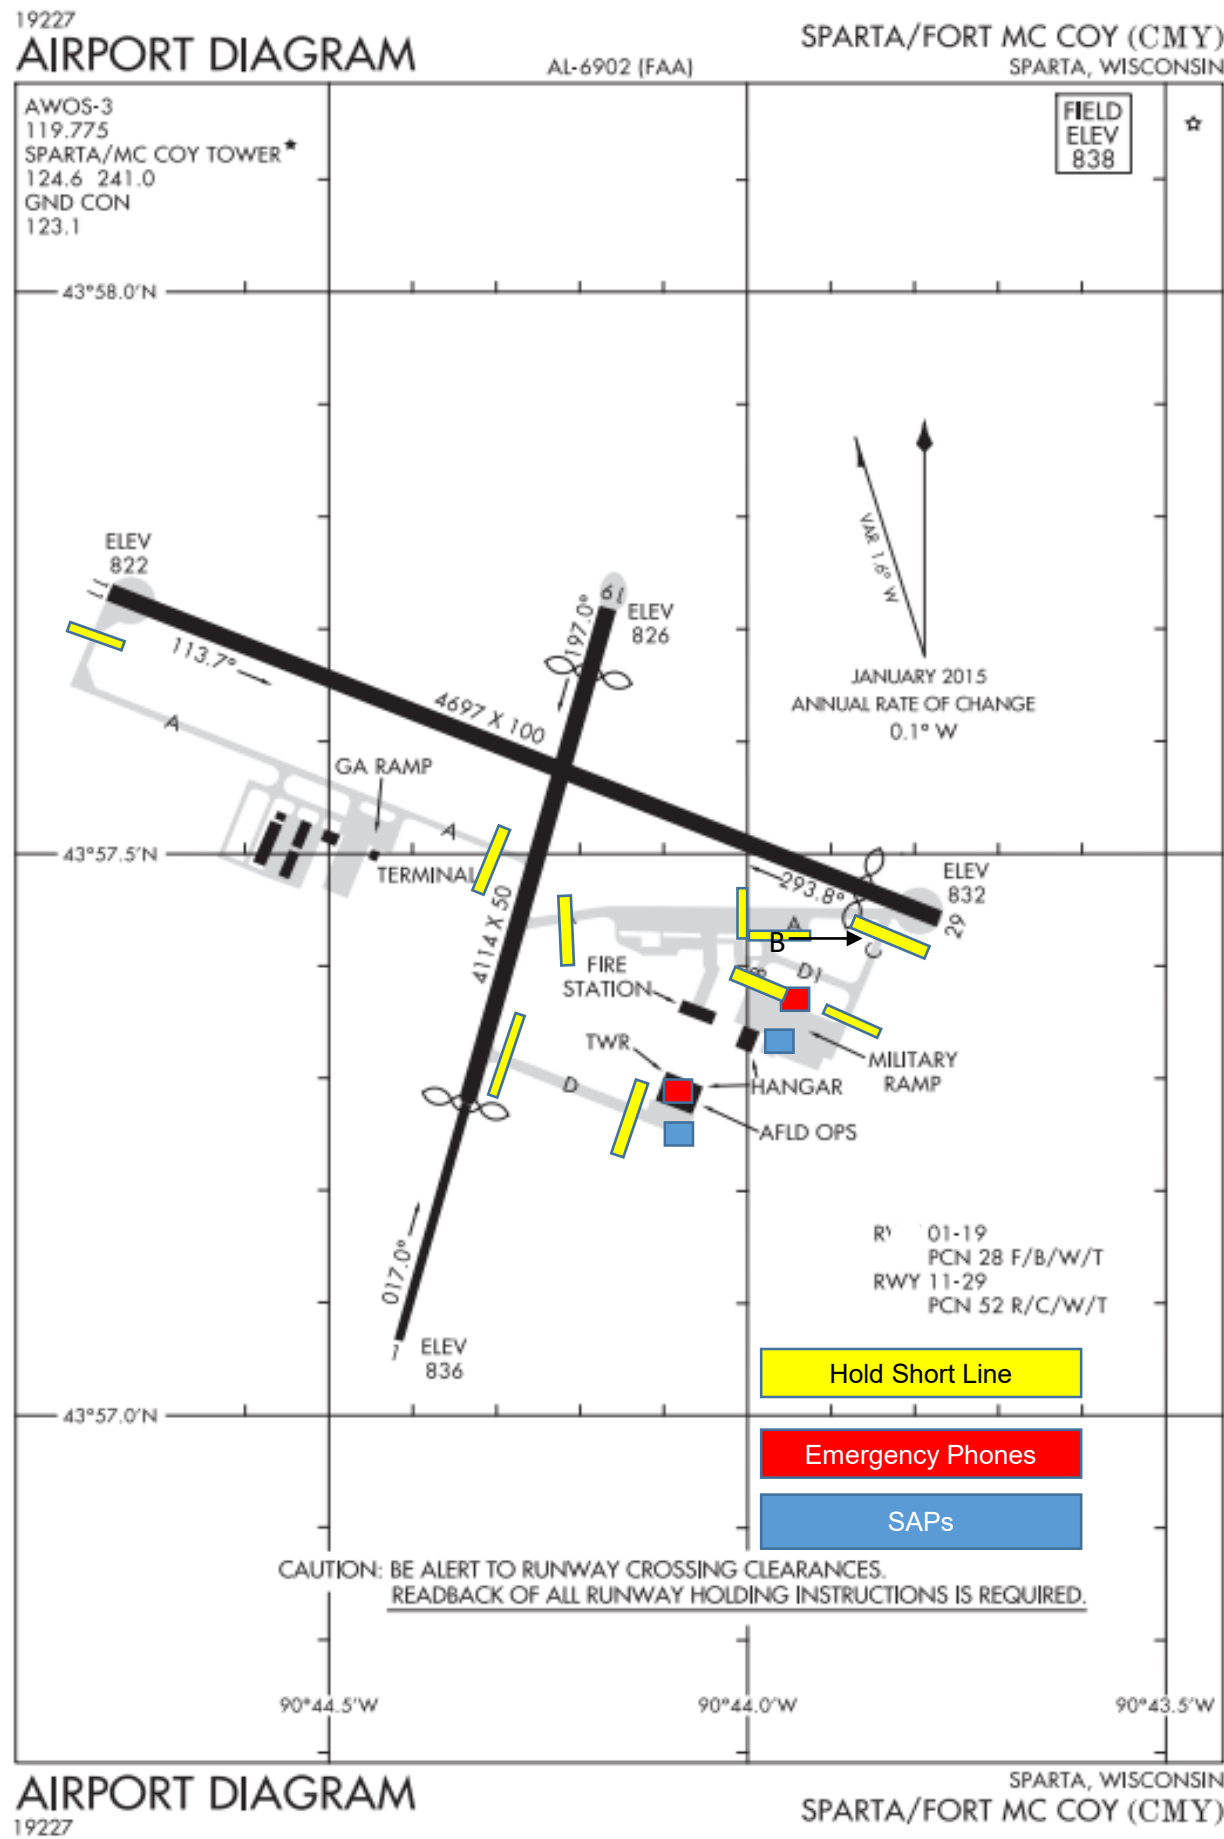 19227
AIRPORT DIAGRAM
AL-6902 (FAA)
SPARTA/FORT MC COY (CMY)
SPARTA, WISCONSIN
AWOS-3
119.775
SPARTA/MC COY TOWER★
124.6 241.0
GND CON
123.1
FIELD
ELEV
838
43°58.0'N
VAR 1.6° W
JANUARY 2015
ANNUAL RATE OF CHANGE
0.1° W
ELEV
822
11
113.7°
19
ELEV
826
197.0°
4697 X 100
A
GA RAMP
A
TERMINAL
43°57.5'N
4114 X 50
293.8°
ELEV
832
29
A
B
C
FIRE
STATION
B
D1
TWR
MILITARY
RAMP
D
HANGAR
AFLD OPS
017.0°
1
ELEV
836
R 01-19
PCN 28 F/B/W/T
RWY 11-29
PCN 52 R/C/W/T
Hold Short Line
43°57.0'N
Emergency Phones
SAPs
CAUTION: BE ALERT TO RUNWAY CROSSING CLEARANCES.
READBACK OF ALL RUNWAY HOLDING INSTRUCTIONS IS REQUIRED.
90°44.5'W
90°44.0'W
90°43.5'W
AIRPORT DIAGRAM
19227
SPARTA, WISCONSIN
SPARTA/FORT MC COY (CMY)